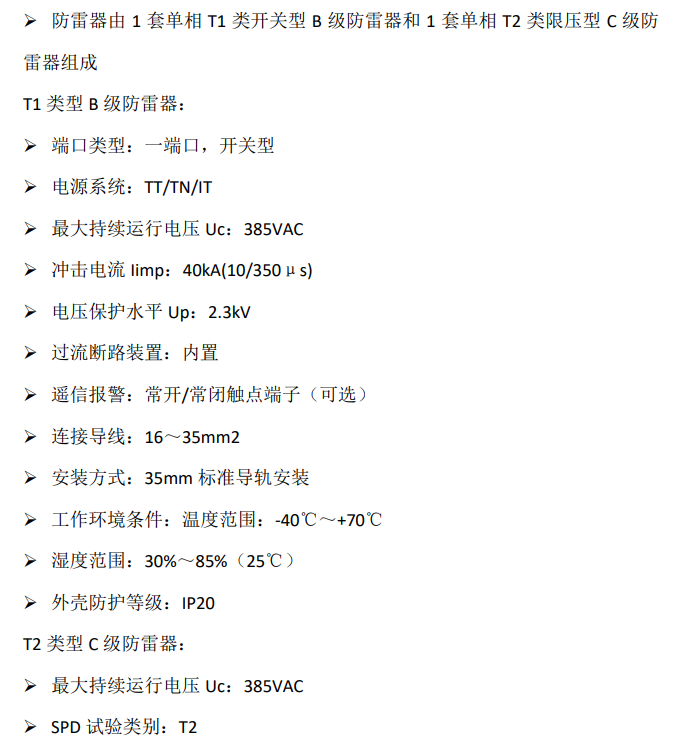 ➢ 防雷器由 1 套单相 T1 类开关型 B 级防雷器和 1 套单相 T2 类限压型 C 级防
雷器组成
T1 类型 B 级防雷器：
➢ 端口类型：一端口，开关型
➢ 电源系统：TT/TN/IT
➢ 最大持续运行电压 Uc：385VAC
➢ 冲击电流 Iimp：40kA(10/350μs)
➢ 电压保护水平 Up：2.3kV
➢ 过流断路装置：内置
➢ 遥信报警：常开/常闭触点端子（可选）
➢ 连接导线：16～35mm2
➢ 安装方式：35mm 标准导轨安装
➢ 工作环境条件：温度范围：-40℃～+70℃
➢ 湿度范围：30%～85%（25℃）
➢ 外壳防护等级：IP20
T2 类型 C 级防雷器：
➢ 最大持续运行电压 Uc：385VAC
➢ SPD 试验类别：T2